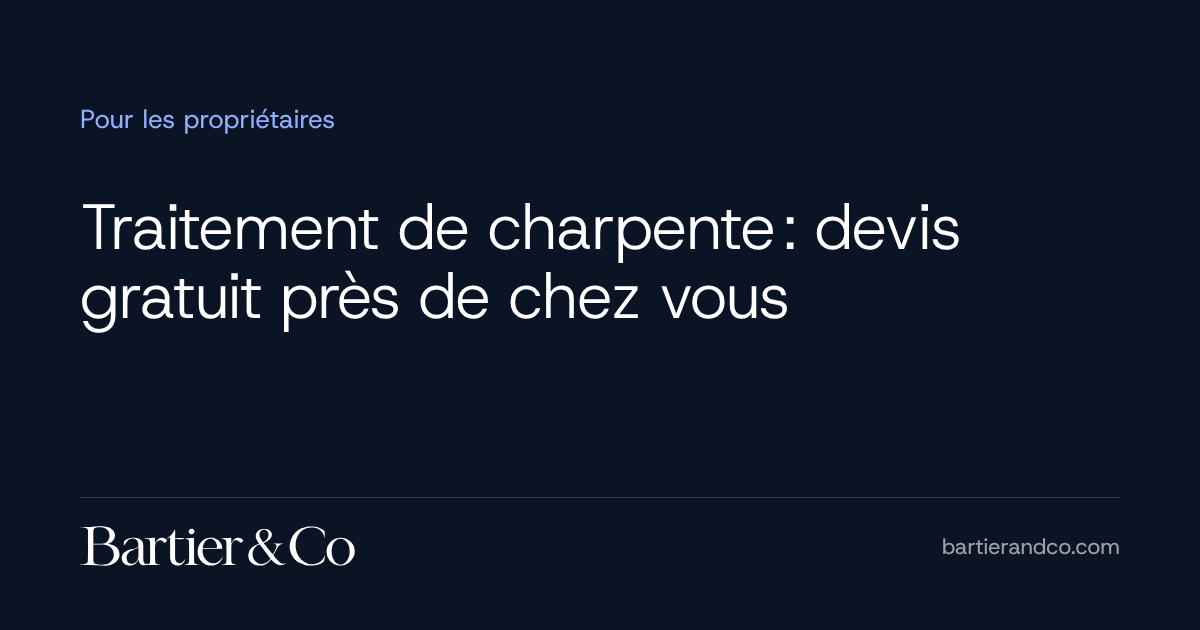 Pour les propriétaires
Traitement de charpente : devis
gratuit près de chez vous
Bartier & Co
bartierandco.com